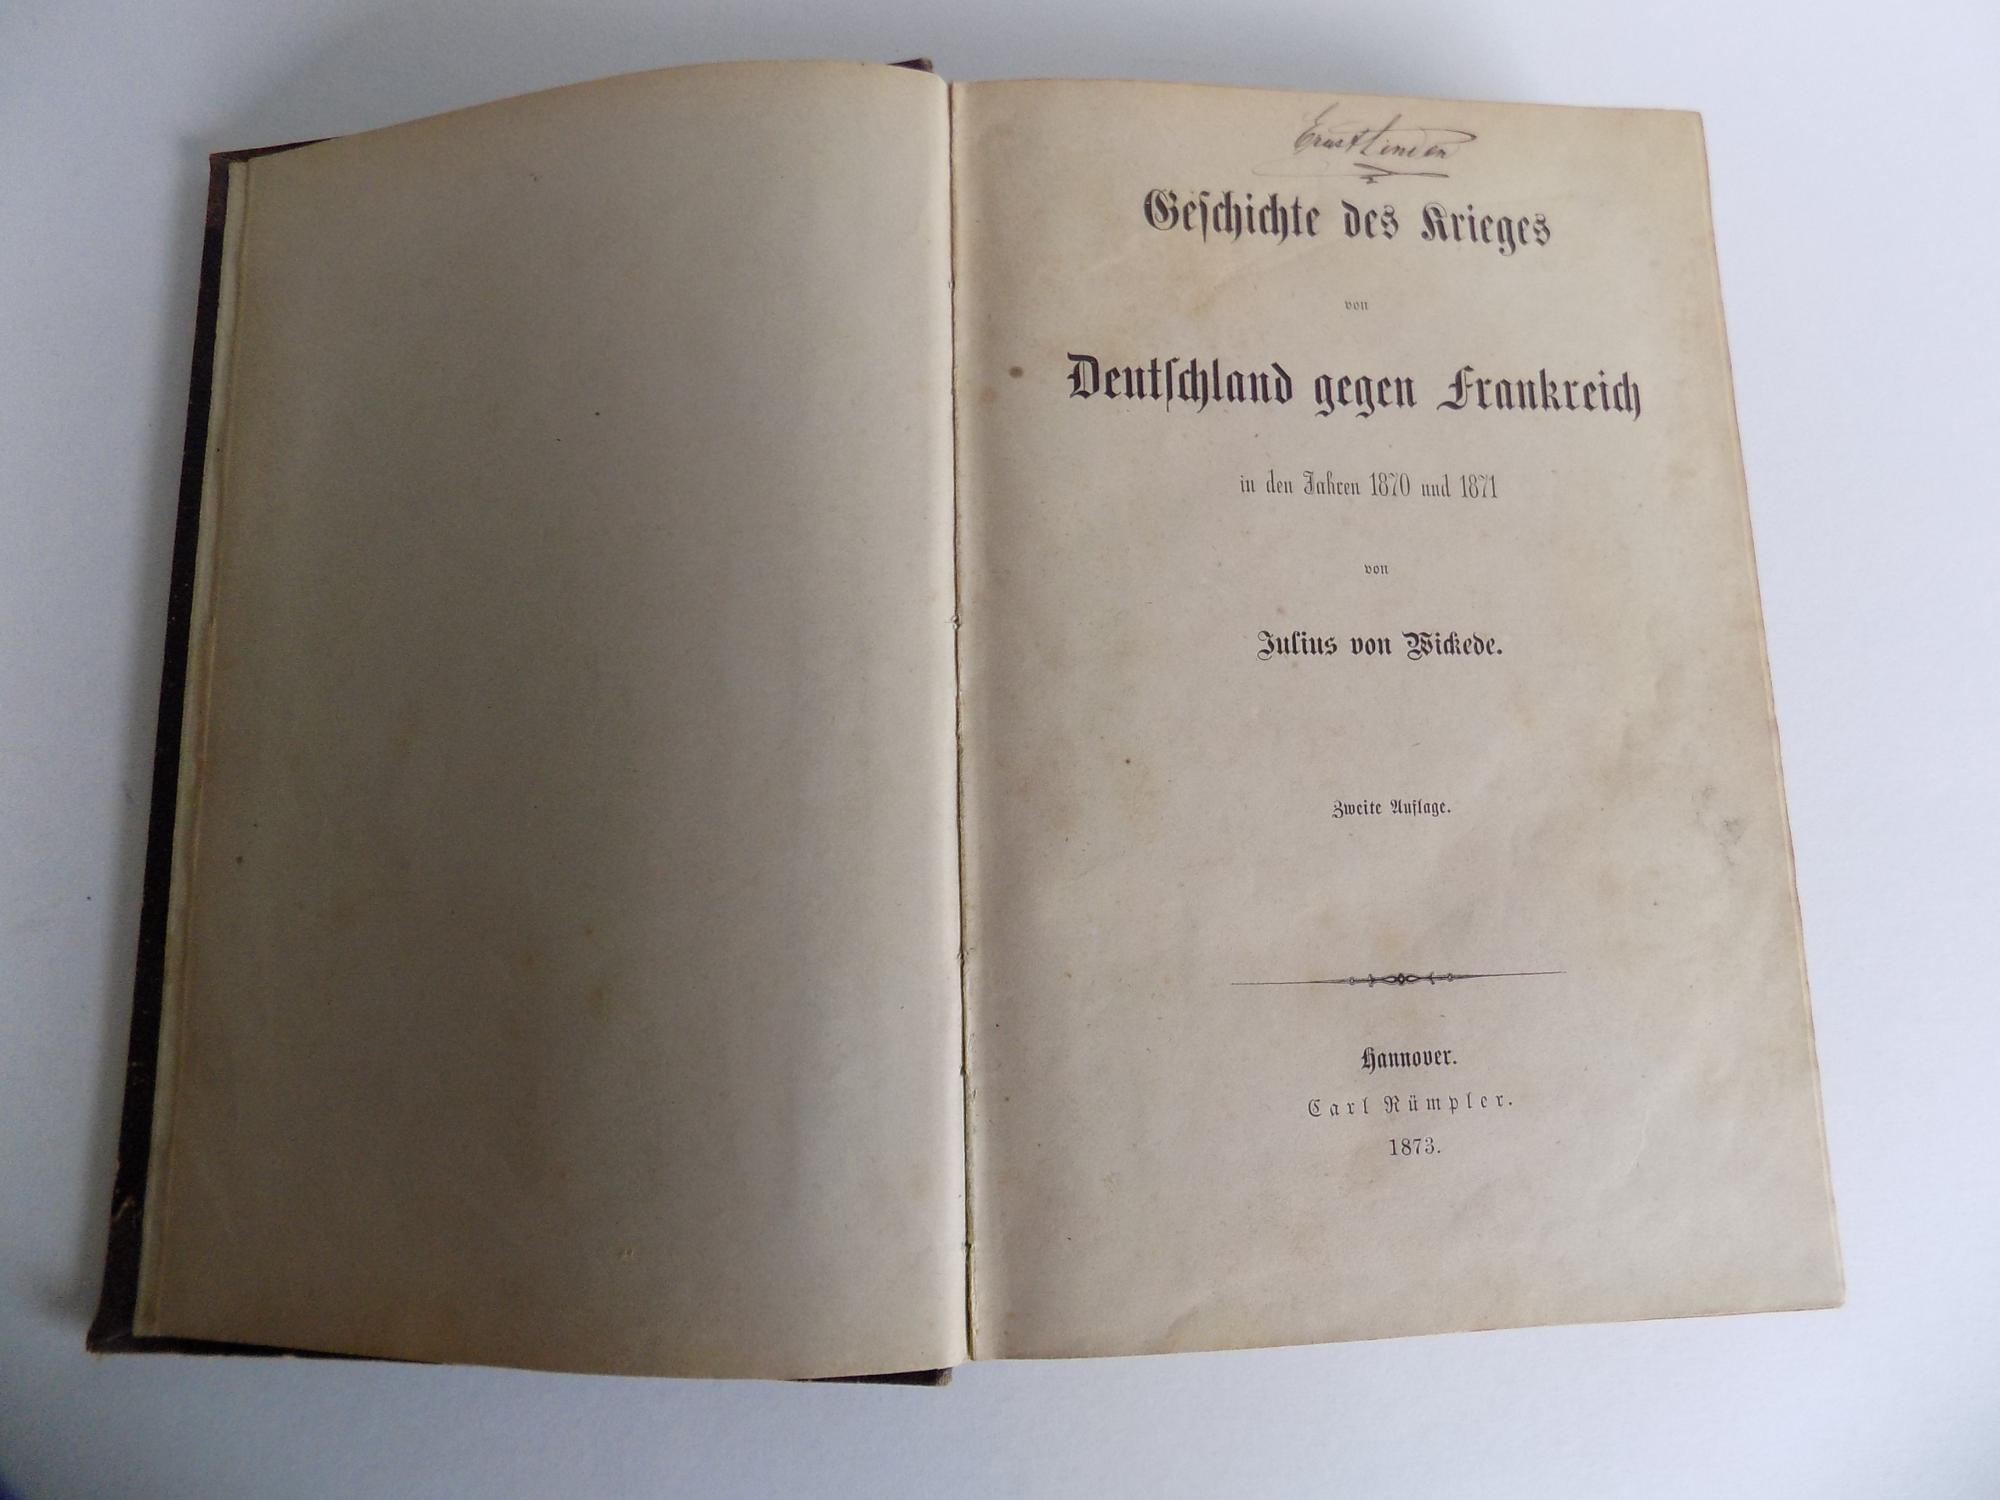 Ernst Linden
Geſchichte des Krieges
von
Deutſchland gegen Frankreich
in den Jahren 1870 und 1871
von
Julius von Wickede.
Zweite Auflage.
Hannover.
Carl Rümpler.
1873.